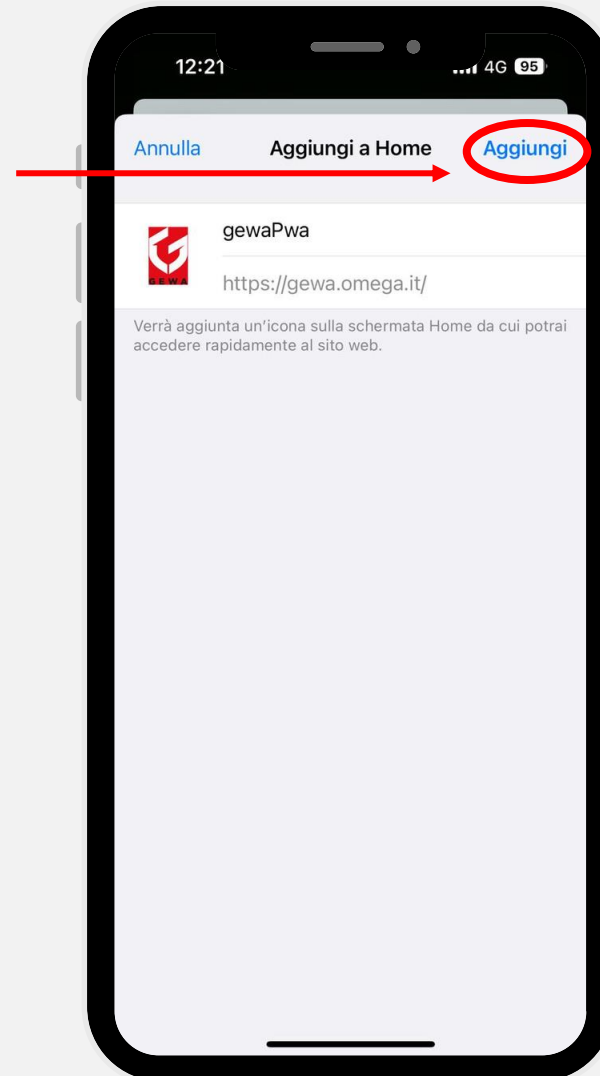 12:21
4G 95
Annulla Aggiungi a Home Aggiungi
gewaPwa
GEWA
https://gewa.omega.it/
Verrà aggiunta un'icona sulla schermata Home da cui potrai
accedere rapidamente al sito web.